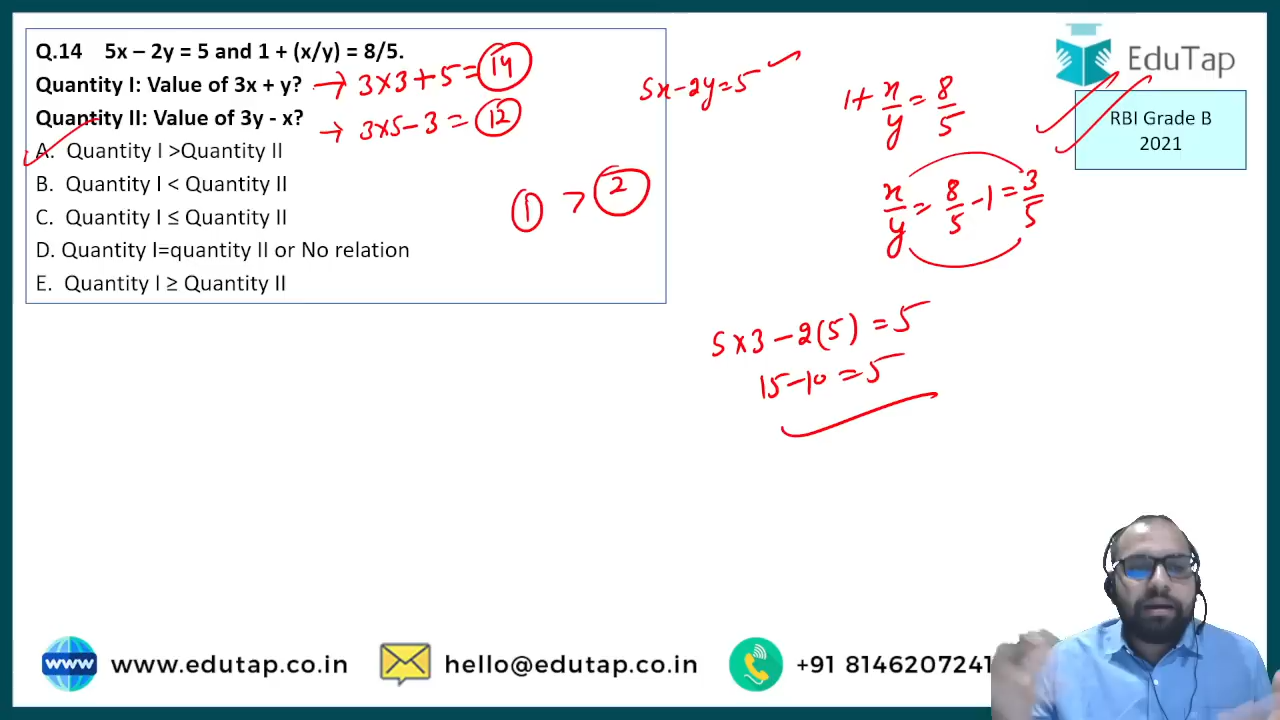 Q.14 5x – 2y = 5 and 1 + (x/y) = 8/5.
Quantity I: Value of 3x + y? → 3×3+5=14
Quantity II: Value of 3y - x? → 3×5-3=12
A. Quantity I >Quantity II
B. Quantity I < Quantity II
C. Quantity I ≤ Quantity II
D. Quantity I=quantity II or No relation
E. Quantity I ≥ Quantity II
1 > 2
5x-2y=5
1+ x/y = 8/5
x/y = 8/5 -1 = 3/5
5×3-2(5)=5
15-10=5
EduTap
RBI Grade B
2021
www www.edutap.co.in
hello@edutap.co.in
+91 8146207241